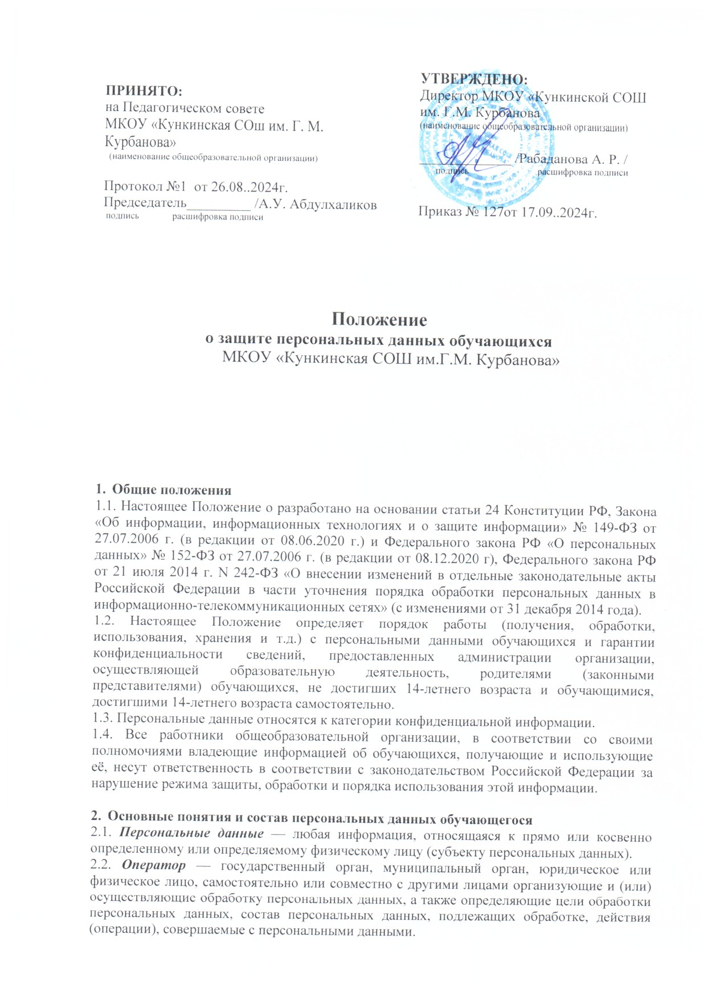 ПРИНЯТО:
на Педагогическом совете
МКОУ «Кункинская СОш им. Г. М.
Курбанова»
(наименование общеобразовательной организации)
Протокол №1 от 26.08..2024г.
Председатель_________ /А.У. Абдулхаликов
подпись расшифровка подписи
УТВЕРЖДЕНО:
Директор МКОУ «Кункинской СОШ
им. Г.М. Курбанова
(наименование общеобразовательной организации)
_____________ /Рабаданова А. Р. /
подпись расшифровка подписи
Приказ № 127от 17.09..2024г.
Положение
о защите персональных данных обучающихся
МКОУ «Кункинская СОШ им.Г.М. Курбанова»
1. Общие положения
1.1. Настоящее Положение о разработано на основании статьи 24 Конституции РФ, Закона
«Об информации, информационных технологиях и о защите информации» № 149-ФЗ от
27.07.2006 г. (в редакции от 08.06.2020 г.) и Федерального закона РФ «О персональных
данных» № 152-ФЗ от 27.07.2006 г. (в редакции от 08.12.2020 г), Федерального закона РФ
от 21 июля 2014 г. N 242-ФЗ «О внесении изменений в отдельные законодательные акты
Российской Федерации в части уточнения порядка обработки персональных данных в
информационно-телекоммуникационных сетях» (с изменениями от 31 декабря 2014 года).
1.2. Настоящее Положение определяет порядок работы (получения, обработки,
использования, хранения и т.д.) с персональными данными обучающихся и гарантии
конфиденциальности сведений, предоставленных администрации организации,
осуществляющей образовательную деятельность, родителями (законными
представителями) обучающихся, не достигших 14-летнего возраста и обучающимися,
достигшими 14-летнего возраста самостоятельно.
1.3. Персональные данные относятся к категории конфиденциальной информации.
1.4. Все работники общеобразовательной организации, в соответствии со своими
полномочиями владеющие информацией об обучающихся, получающие и использующие
её, несут ответственность в соответствии с законодательством Российской Федерации за
нарушение режима защиты, обработки и порядка использования этой информации.
2. Основные понятия и состав персональных данных обучающегося
2.1. Персональные данные — любая информация, относящаяся к прямо или косвенно
определенному или определяемому физическому лицу (субъекту персональных данных).
2.2. Оператор — государственный орган, муниципальный орган, юридическое или
физическое лицо, самостоятельно или совместно с другими лицами организующие и (или)
осуществляющие обработку персональных данных, а также определяющие цели обработки
персональных данных, состав персональных данных, подлежащих обработке, действия
(операции), совершаемые с персональными данными.